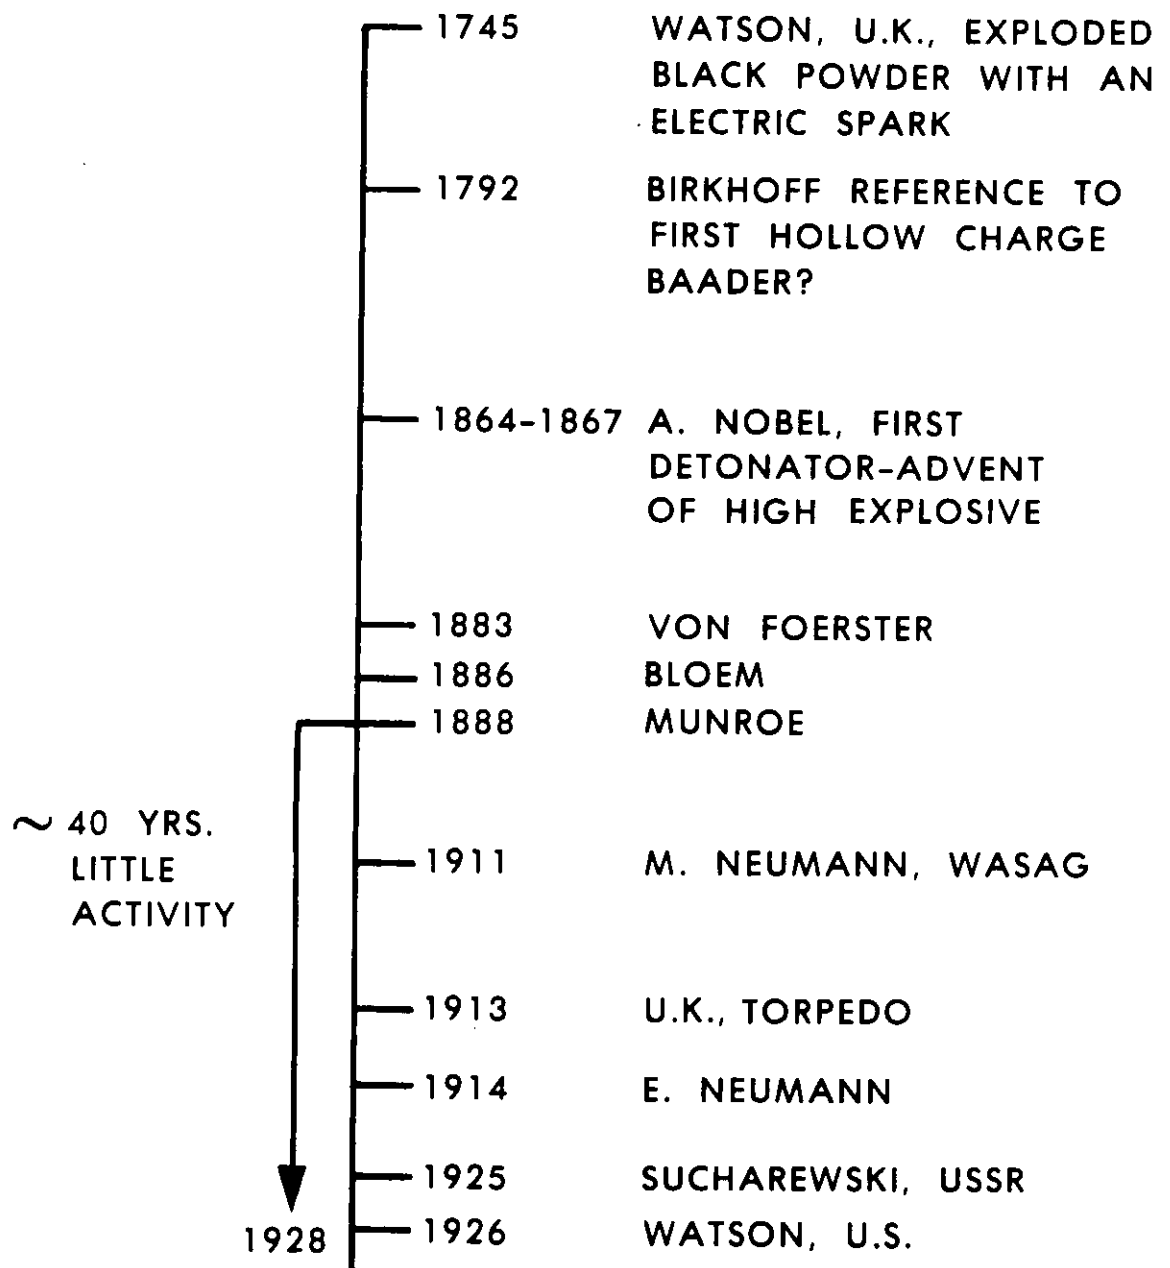 1745 WATSON, U.K., EXPLODED
BLACK POWDER WITH AN
ELECTRIC SPARK
1792 BIRKHOFF REFERENCE TO
FIRST HOLLOW CHARGE
BAADER?
1864-1867 A. NOBEL, FIRST
DETONATOR-ADVENT
OF HIGH EXPLOSIVE
1883 VON FOERSTER
1886 BLOEM
1888 MUNROE
~ 40 YRS.
LITTLE
ACTIVITY
1911 M. NEUMANN, WASAG
1913 U.K., TORPEDO
1914 E. NEUMANN
1925 SUCHAREWSKI, USSR
1926 WATSON, U.S.
1928